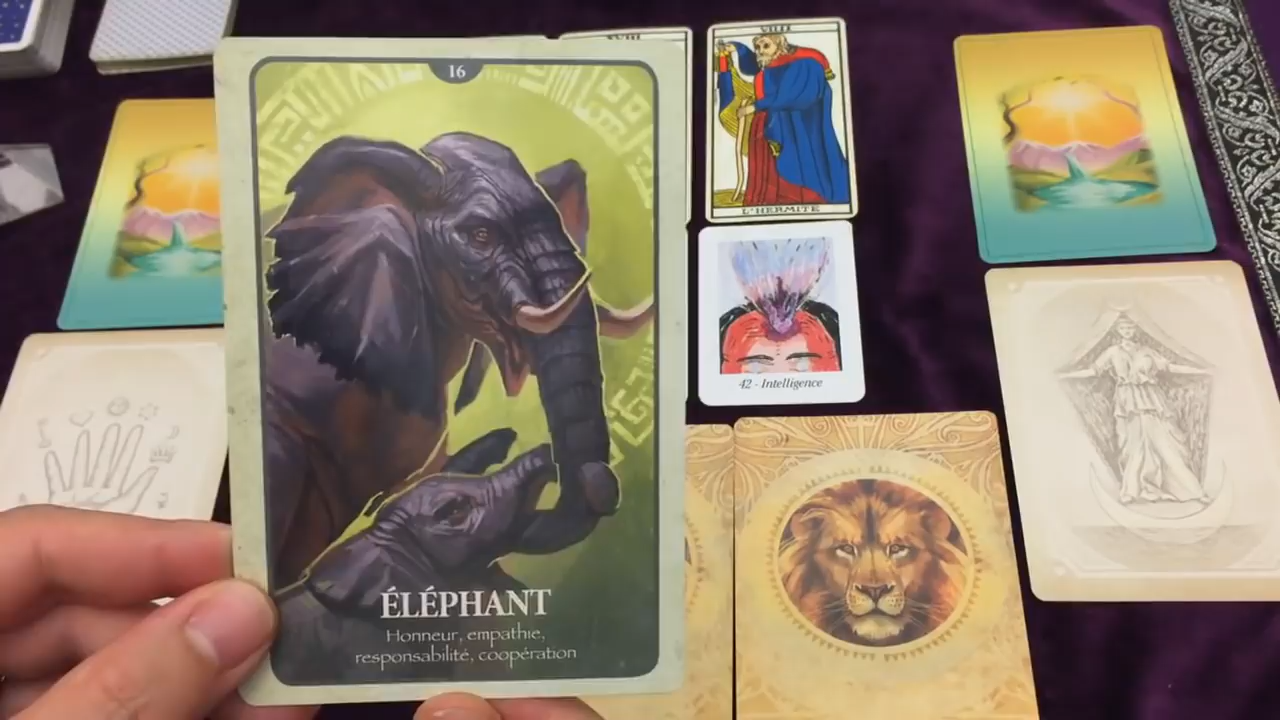 16
ÉLÉPHANT
Honneur, empathie,
responsabilité, coopération
VIIII
L'HERMITE
42 - Intelligence